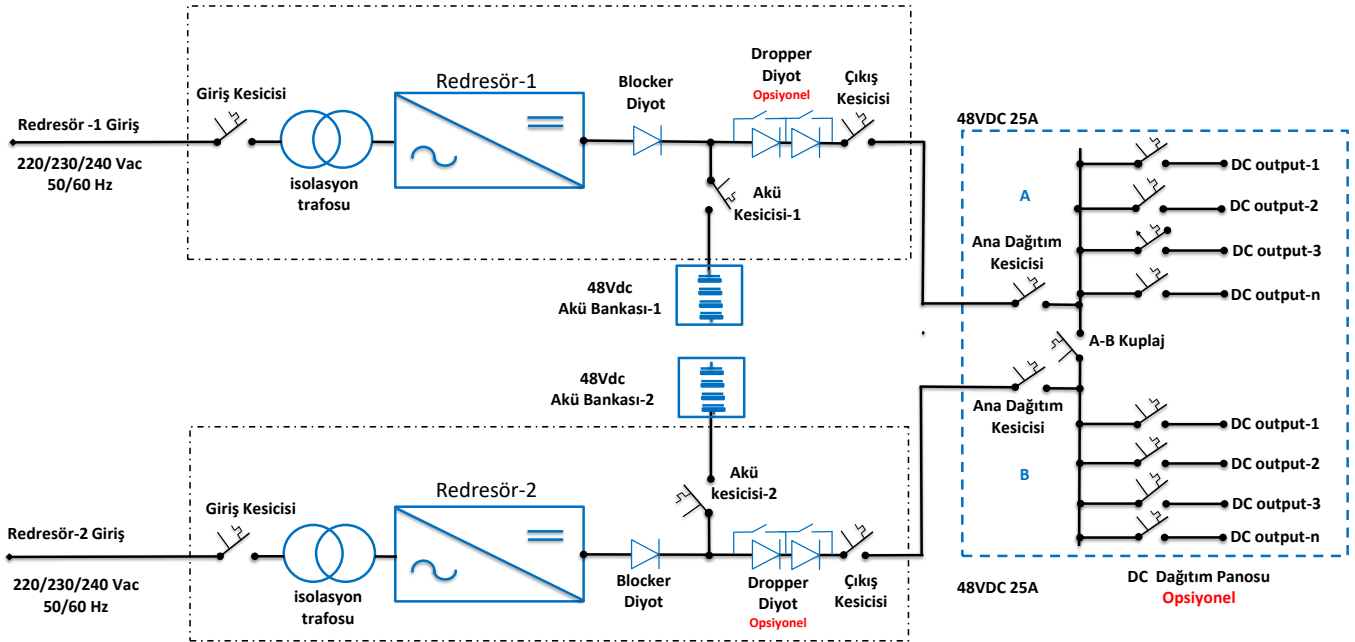 Redresör-1
Blocker
Diyot
Dropper
Diyot
Opsiyonel
Çıkış
Kesicisi
Giriş Kesicisi
Redresör -1 Giriş
220/230/240 Vac
50/60 Hz
isolasyon
trafosu
Akü
Kesicisi-1
48Vdc
Akü Bankası-1
48VDC 25A
A
DC output-1
DC output-2
DC output-3
DC output-n
Ana Dağıtım
Kesicisi
A-B Kuplaj
48Vdc
Akü Bankası-2
Ana Dağıtım
Kesicisi
B
DC output-1
DC output-2
DC output-3
DC output-n
Akü
kesicisi-2
Redresör-2
Giriş Kesicisi
Redresör-2 Giriş
220/230/240 Vac
50/60 Hz
isolasyon
trafosu
Blocker
Diyot
Dropper
Diyot
Opsiyonel
Çıkış
Kesicisi
48VDC 25A
DC Dağıtım Panosu
Opsiyonel